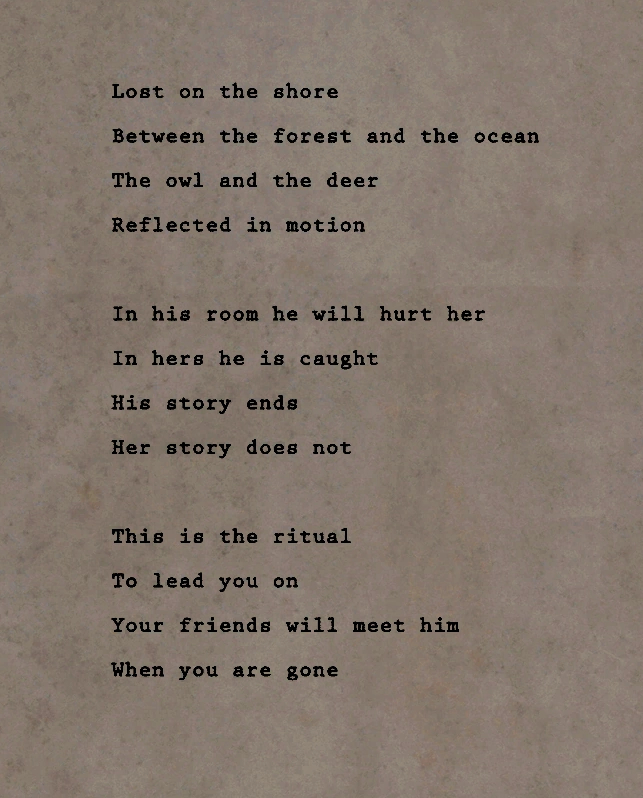 Lost on the shore
Between the forest and the ocean
The owl and the deer
Reflected in motion
In his room he will hurt her
In hers he is caught
His story ends
Her story does not
This is the ritual
To lead you on
Your friends will meet him
When you are gone